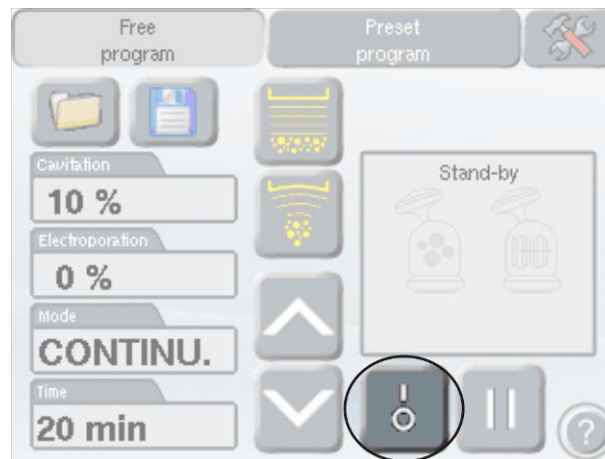 Free
program
Preset
program
Cavitation
10 %
Electroporation
0 %
Mode
CONTINU.
Time
20 min
Stand-by
?